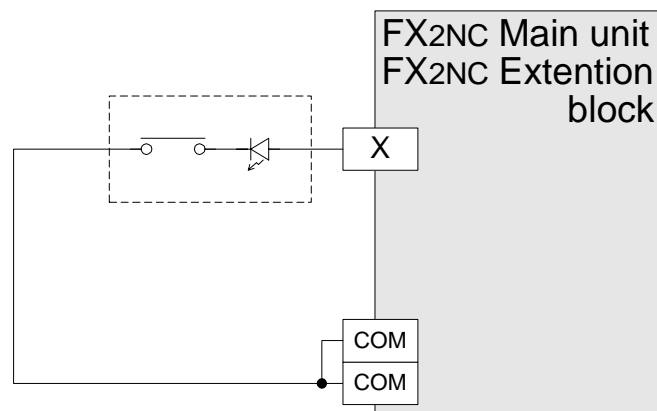 FX2NC Main unit
FX2NC Extention
block
X
COM
COM